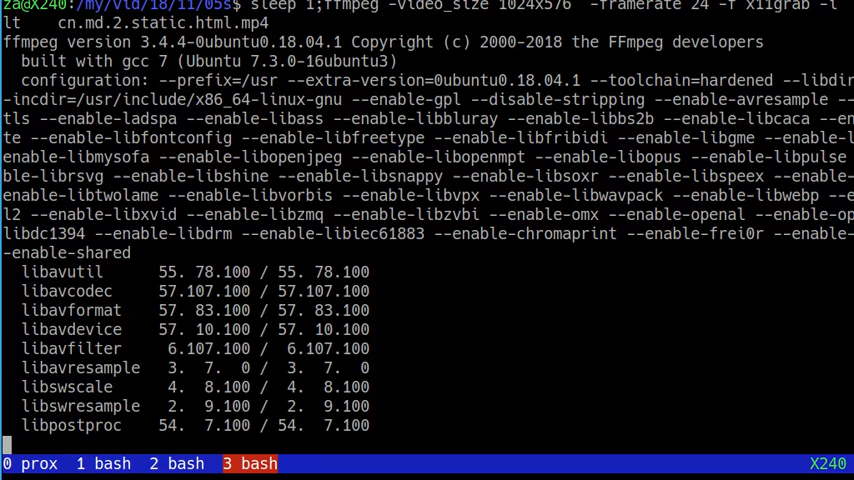 za@X240:/my/vid/18/11/05s$ sleep 1;ffmpeg -video_size 1024x576  -framerate 24 -f x11grab -i
lt   cn.md.2.static.html.mp4
ffmpeg version 3.4.4-0ubuntu0.18.04.1 Copyright (c) 2000-2018 the FFmpeg developers
  built with gcc 7 (Ubuntu 7.3.0-16ubuntu3)
  configuration: --prefix=/usr --extra-version=0ubuntu0.18.04.1 --toolchain=hardened --libdir
-incdir=/usr/include/x86_64-linux-gnu --enable-gpl --disable-stripping --enable-avresample --
tls --enable-ladspa --enable-libass --enable-libbluray --enable-libbs2b --enable-libcaca --en
te --enable-libfontconfig --enable-libfreetype --enable-libfribidi --enable-libgme --enable-l
enable-libmysofa --enable-libopenjpeg --enable-libopenmpt --enable-libopus --enable-libpulse
ble-librsvg --enable-libshine --enable-libsnappy --enable-libsoxr --enable-libspeex --enable-
enable-libtwolame --enable-libvorbis --enable-libvpx --enable-libwavpack --enable-libwebp --e
l2 --enable-libxvid --enable-libzmq --enable-libzvbi --enable-omx --enable-openal --enable-op
libdc1394 --enable-libdrm --enable-libiec61883 --enable-chromaprint --enable-frei0r --enable-
-enable-shared
  libavutil      55. 78.100 / 55. 78.100
  libavcodec     57.107.100 / 57.107.100
  libavformat    57. 83.100 / 57. 83.100
  libavdevice    57. 10.100 / 57. 10.100
  libavfilter     6.107.100 /  6.107.100
  libavresample   3.  7.  0 /  3.  7.  0
  libswscale      4.  8.100 /  4.  8.100
  libswresample   2.  9.100 /  2.  9.100
  libpostproc    54.  7.100 / 54.  7.100
0 prox  1 bash  2 bash  3 bash X240